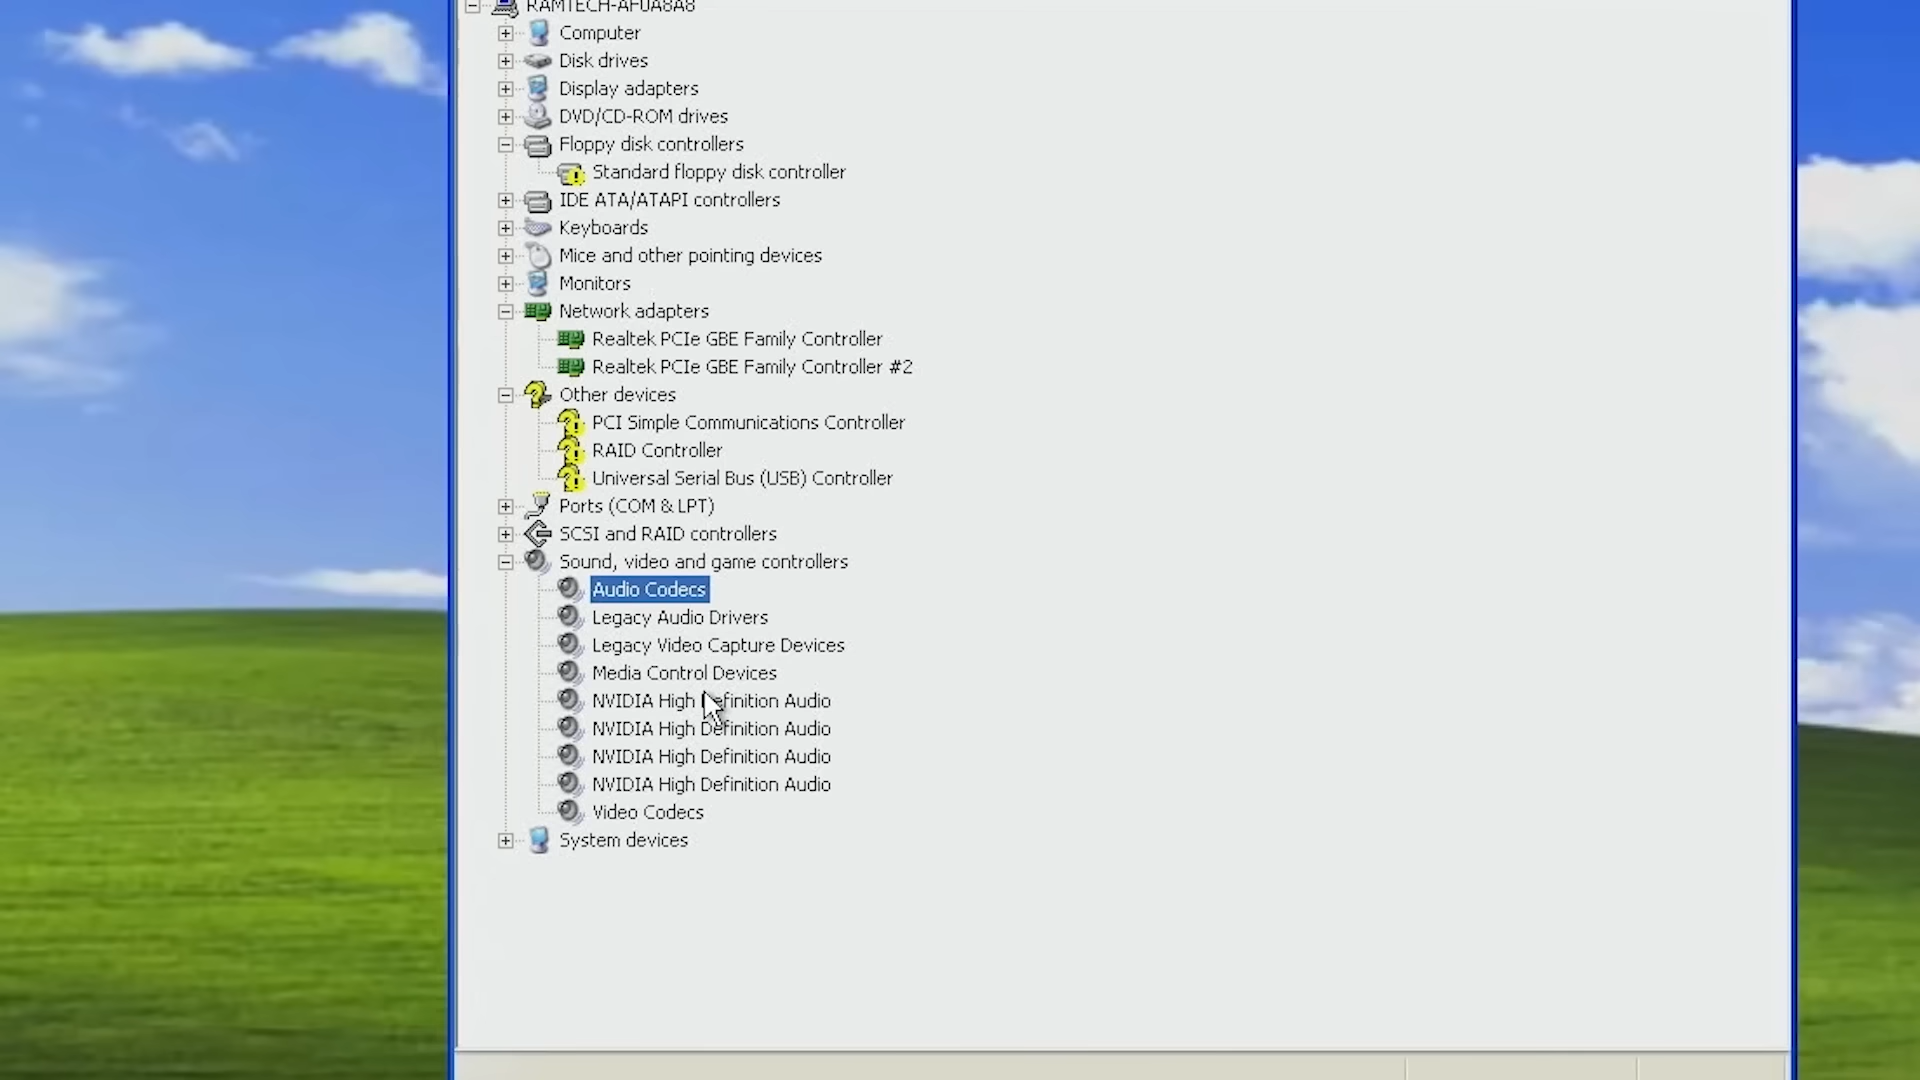 RAMTECH-AF0A8A8
Computer
Disk drives
Display adapters
DVD/CD-ROM drives
Floppy disk controllers
Standard floppy disk controller
IDE ATA/ATAPI controllers
Keyboards
Mice and other pointing devices
Monitors
Network adapters
Realtek PCIe GBE Family Controller
Realtek PCIe GBE Family Controller #2
Other devices
PCI Simple Communications Controller
RAID Controller
Universal Serial Bus (USB) Controller
Ports (COM & LPT)
SCSI and RAID controllers
Sound, video and game controllers
Audio Codecs
Legacy Audio Drivers
Legacy Video Capture Devices
Media Control Devices
NVIDIA High Definition Audio
NVIDIA High Definition Audio
NVIDIA High Definition Audio
NVIDIA High Definition Audio
Video Codecs
System devices